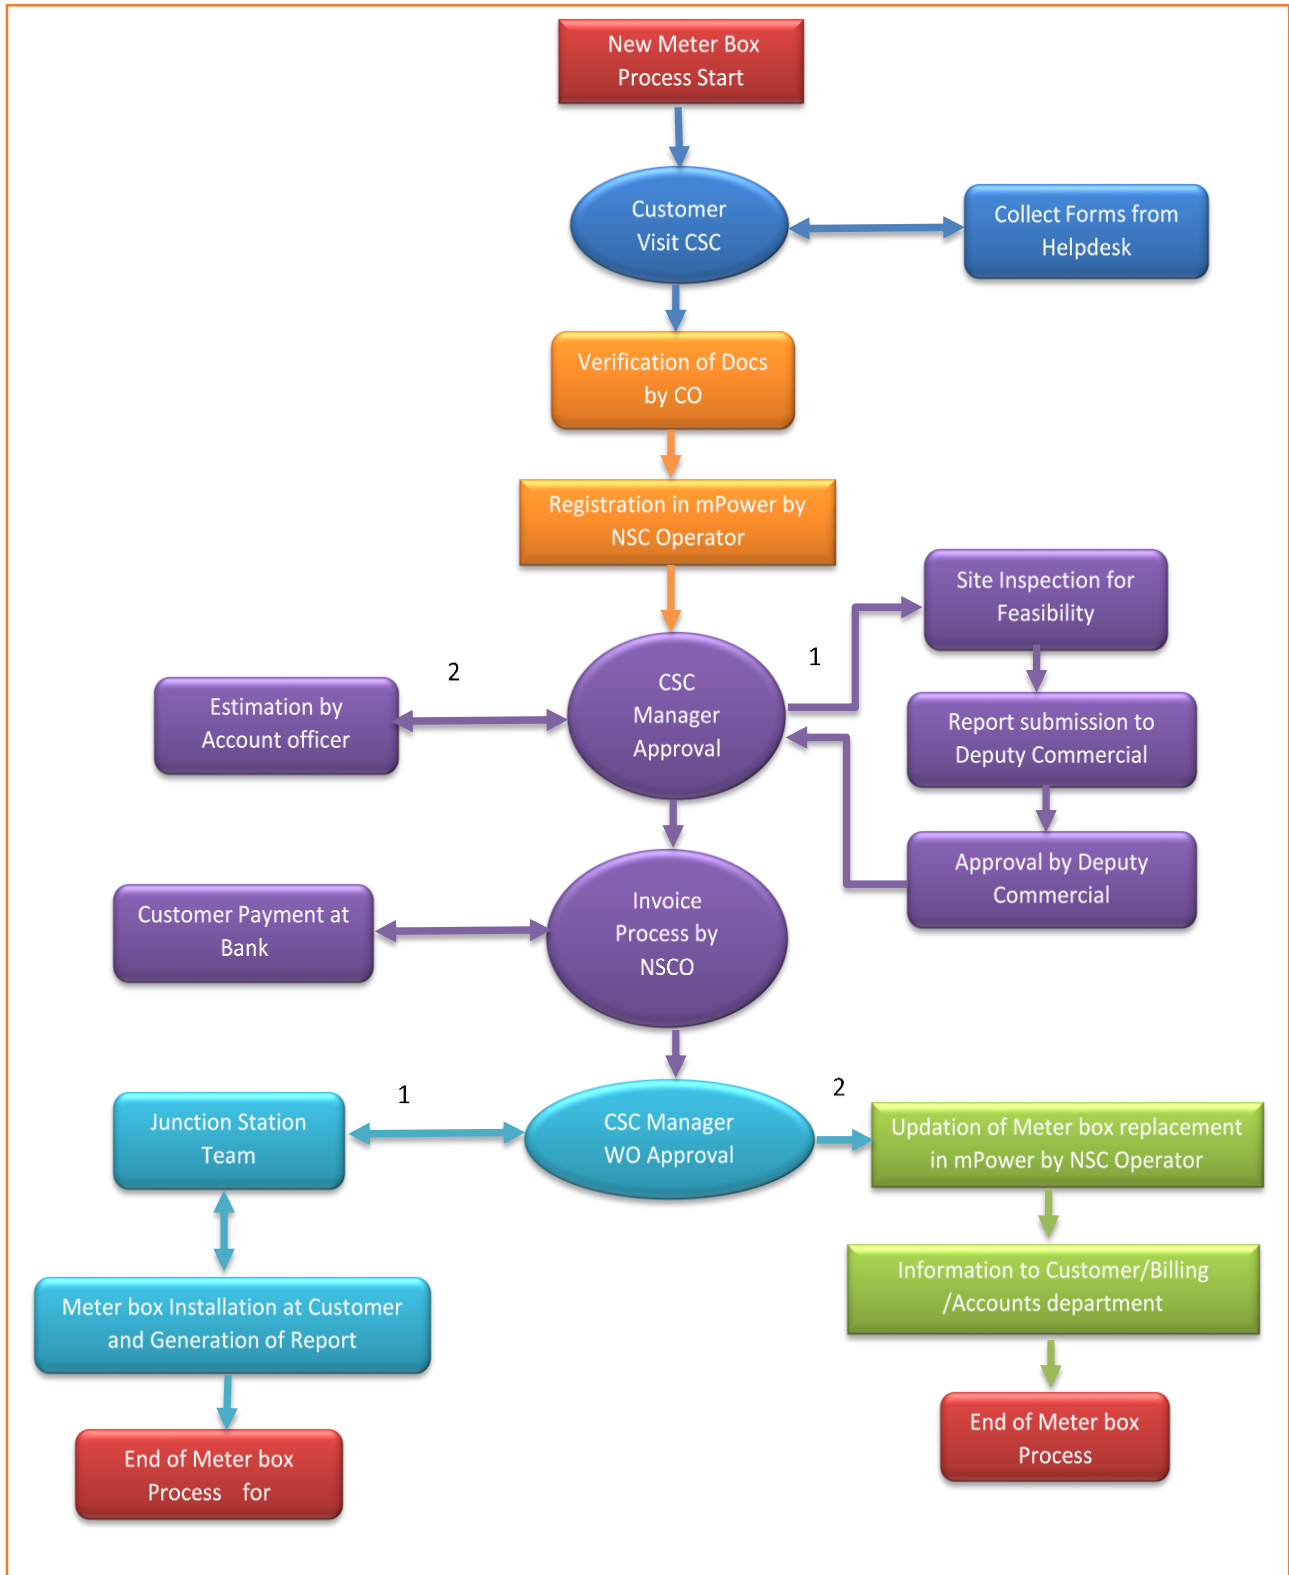 New Meter Box
Process Start
Customer
Visit CSC
Collect Forms from
Helpdesk
Verification of Docs
by CO
Registration in mPower by
NSC Operator
Site Inspection for
Feasibility
1
2
CSC
Manager
Approval
Estimation by
Account officer
Report submission to
Deputy Commercial
Approval by Deputy
Commercial
Invoice
Process by
NSCO
Customer Payment at
Bank
1
2
Junction Station
Team
CSC Manager
WO Approval
Updation of Meter box replacement
in mPower by NSC Operator
Information to Customer/Billing
/Accounts department
Meter box Installation at Customer
and Generation of Report
End of Meter box
Process
End of Meter box
Process for